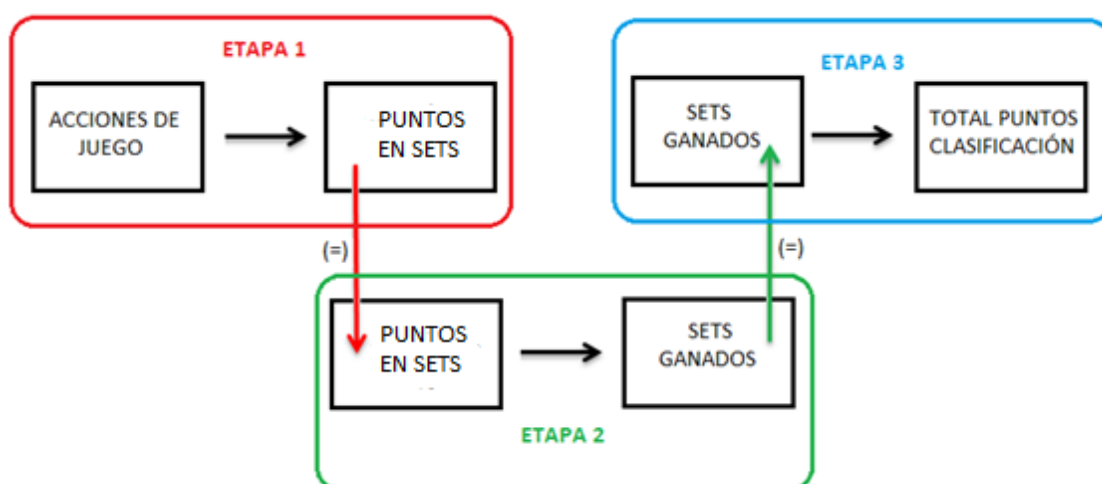 ETAPA 1
ACCIONES DE
JUEGO
PUNTOS
EN SETS
ETAPA 3
SETS
GANADOS
TOTAL PUNTOS
CLASIFICACIÓN
(=)
(=)
PUNTOS
EN SETS
SETS
GANADOS
ETAPA 2